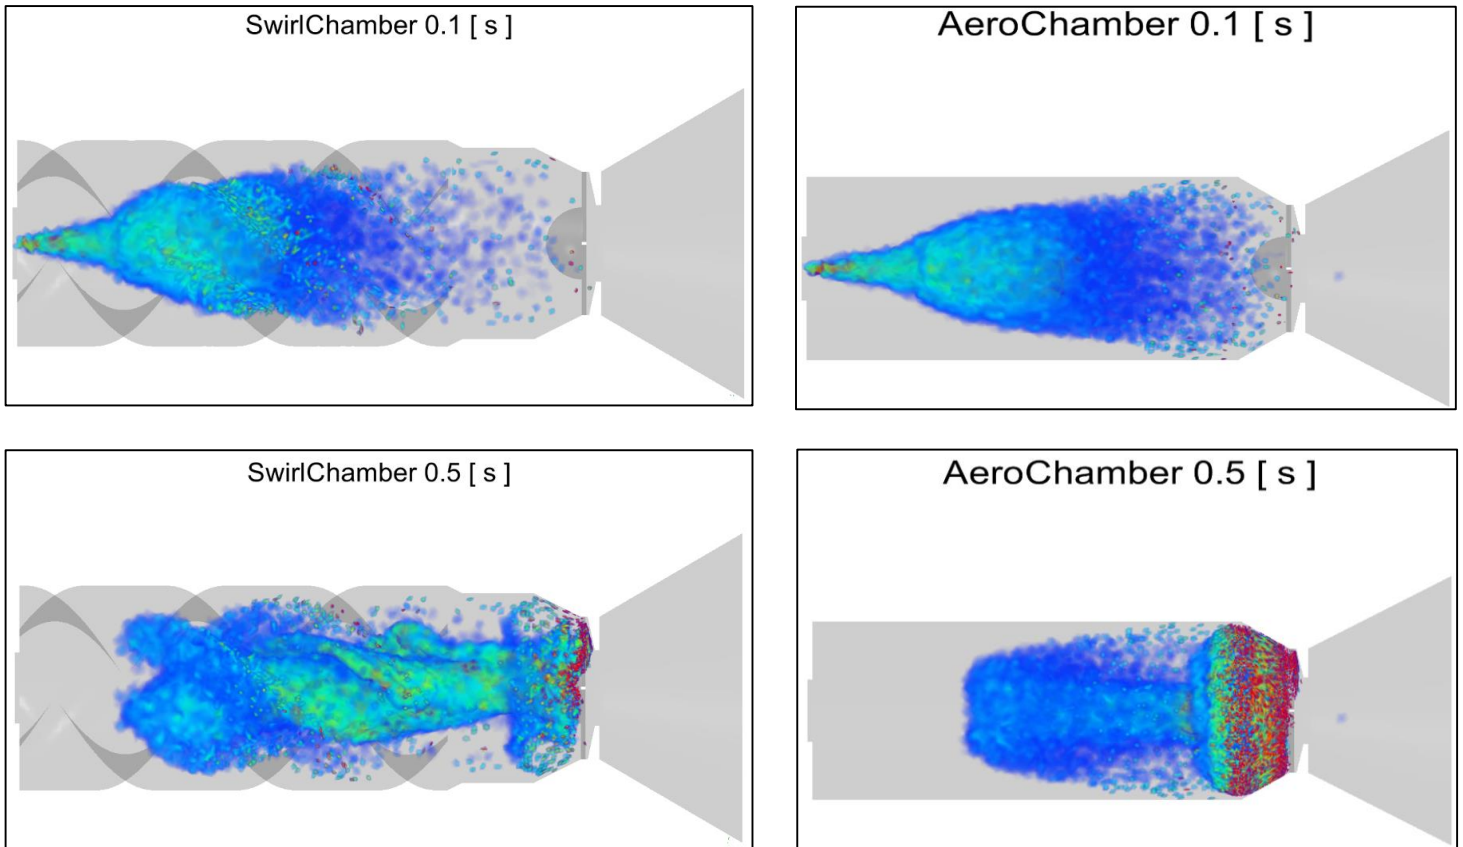 SwirlChamber 0.1 [ s ]
AeroChamber 0.1 [ s ]
SwirlChamber 0.5 [ s ]
AeroChamber 0.5 [ s ]